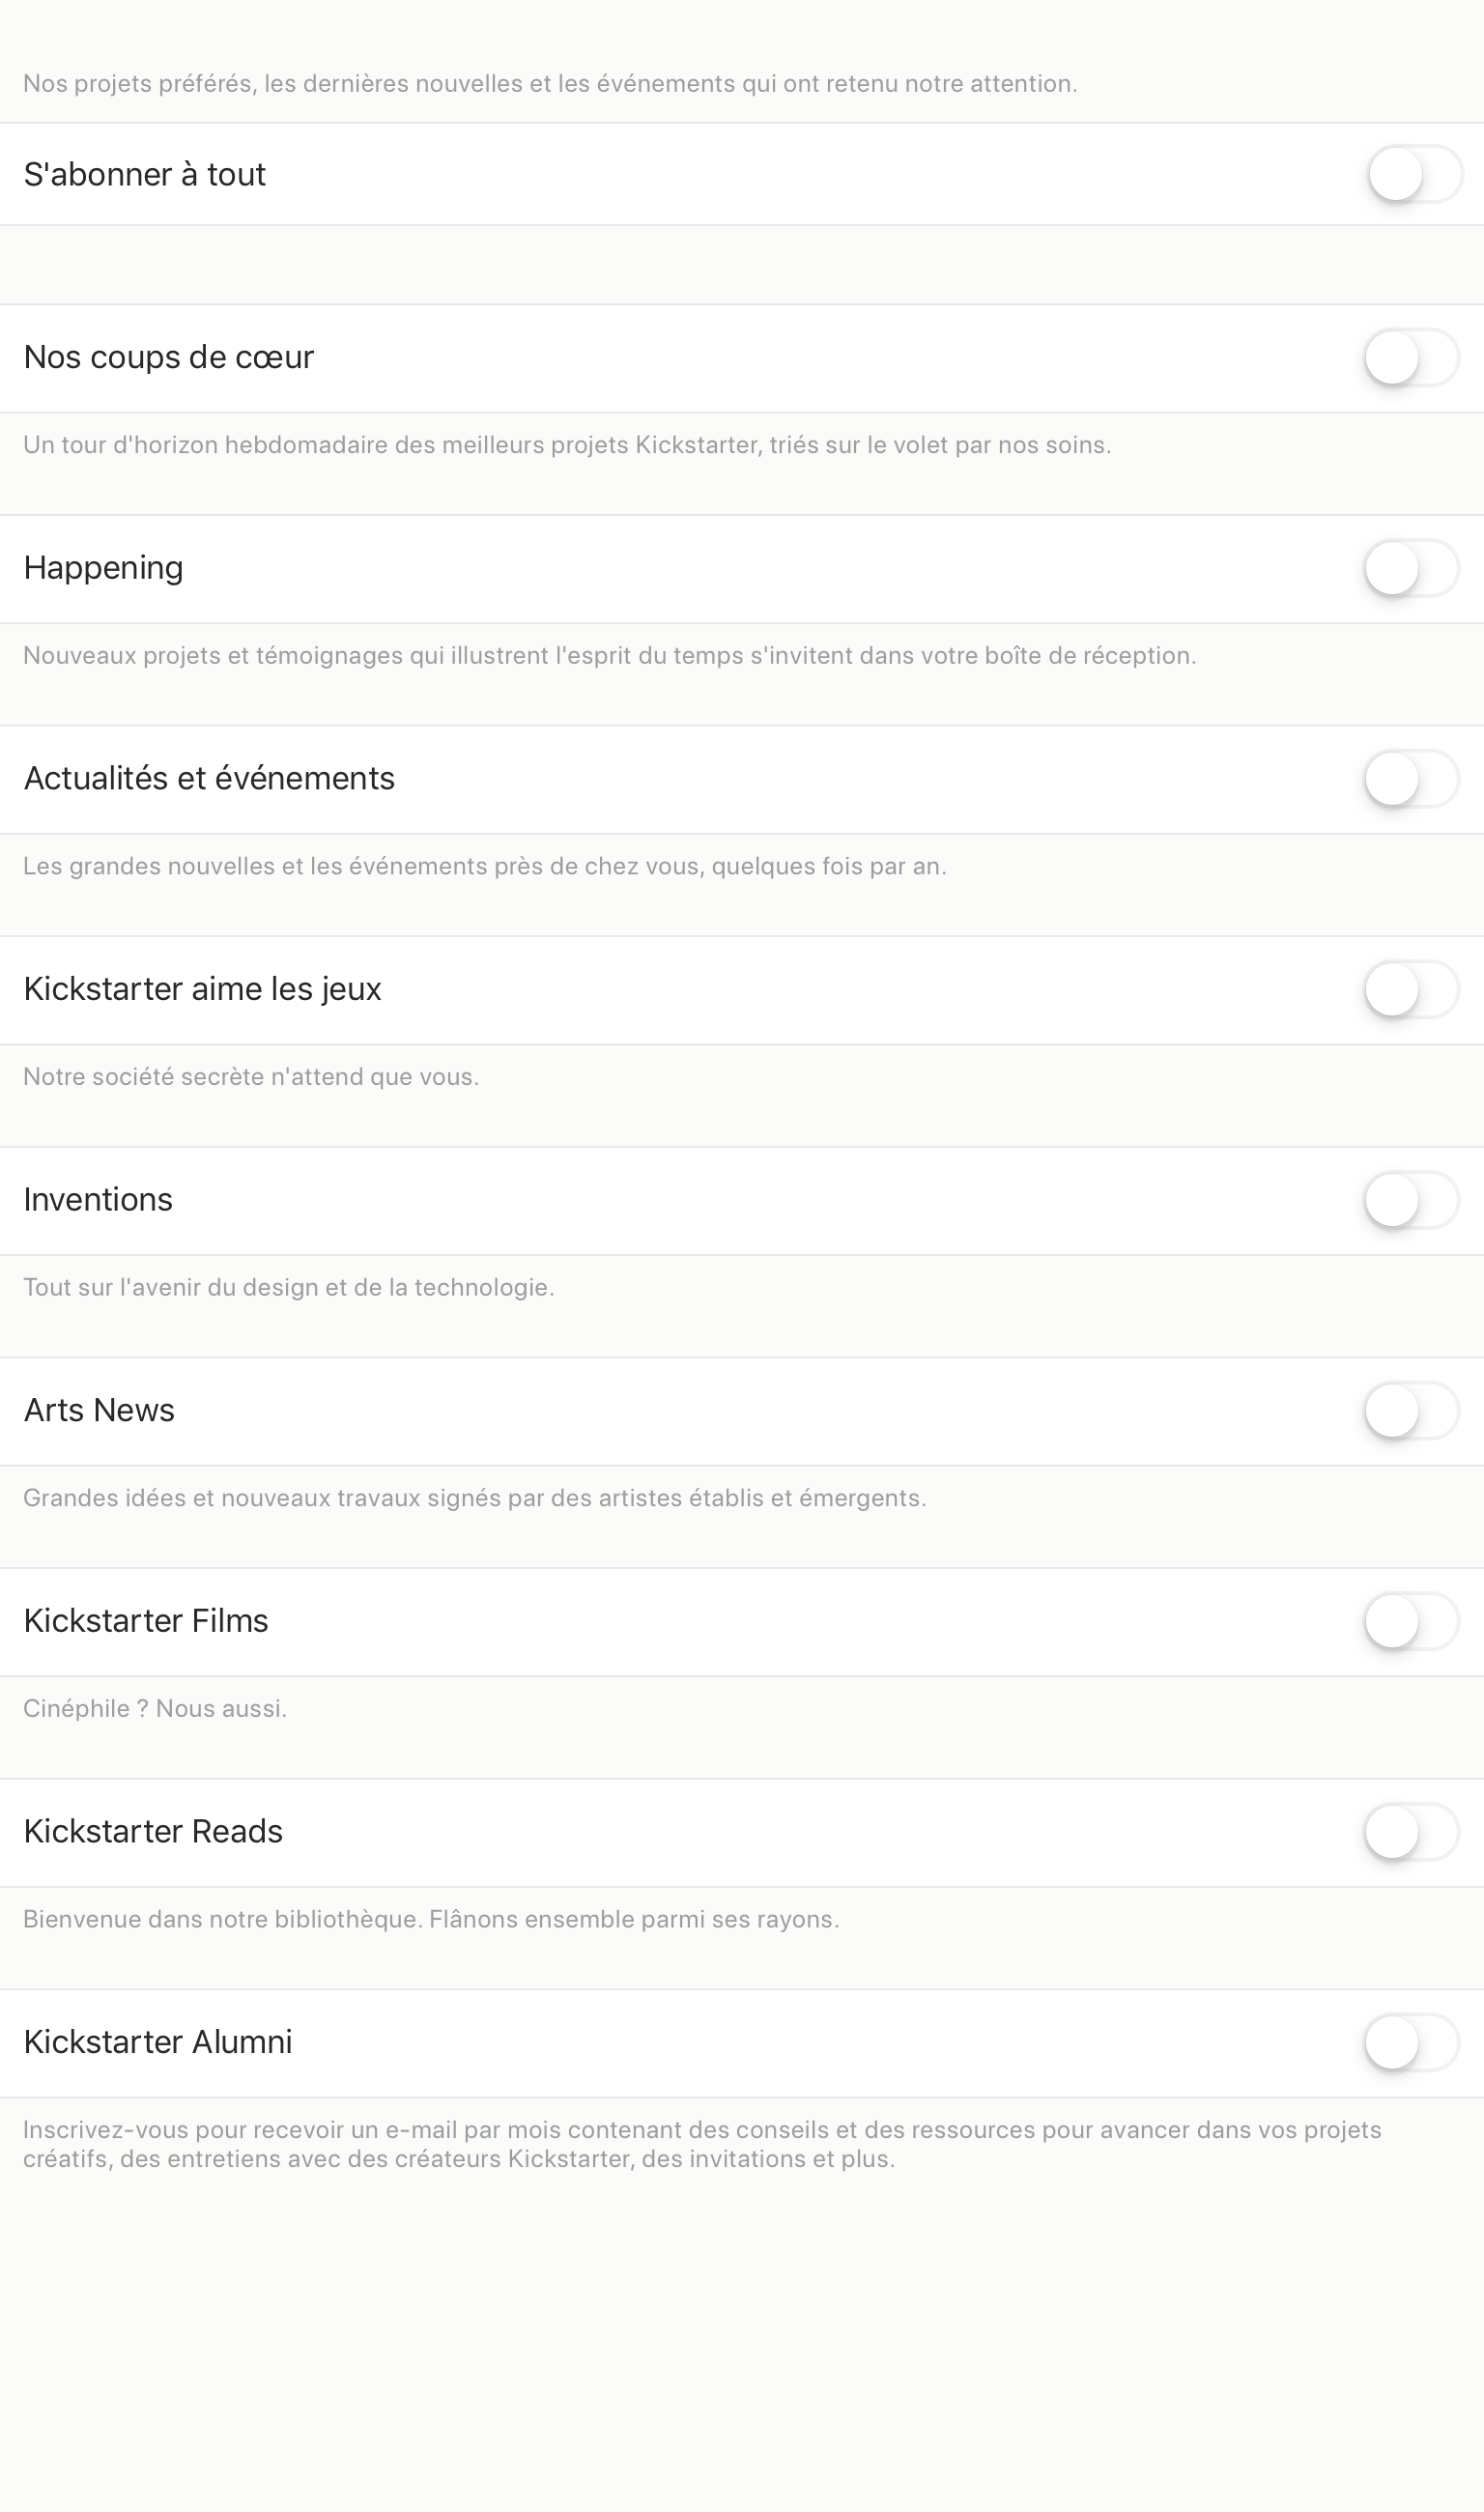 Nos projets préférés, les dernières nouvelles et les événements qui ont retenu notre attention.
S'abonner à tout
Nos coups de cœur
Un tour d'horizon hebdomadaire des meilleurs projets Kickstarter, triés sur le volet par nos soins.
Happening
Nouveaux projets et témoignages qui illustrent l'esprit du temps s'invitent dans votre boîte de réception.
Actualités et événements
Les grandes nouvelles et les événements près de chez vous, quelques fois par an.
Kickstarter aime les jeux
Notre société secrète n'attend que vous.
Inventions
Tout sur l'avenir du design et de la technologie.
Arts News
Grandes idées et nouveaux travaux signés par des artistes établis et émergents.
Kickstarter Films
Cinéphile ? Nous aussi.
Kickstarter Reads
Bienvenue dans notre bibliothèque. Flânons ensemble parmi ses rayons.
Kickstarter Alumni
Inscrivez-vous pour recevoir un e-mail par mois contenant des conseils et des ressources pour avancer dans vos projets
créatifs, des entretiens avec des créateurs Kickstarter, des invitations et plus.